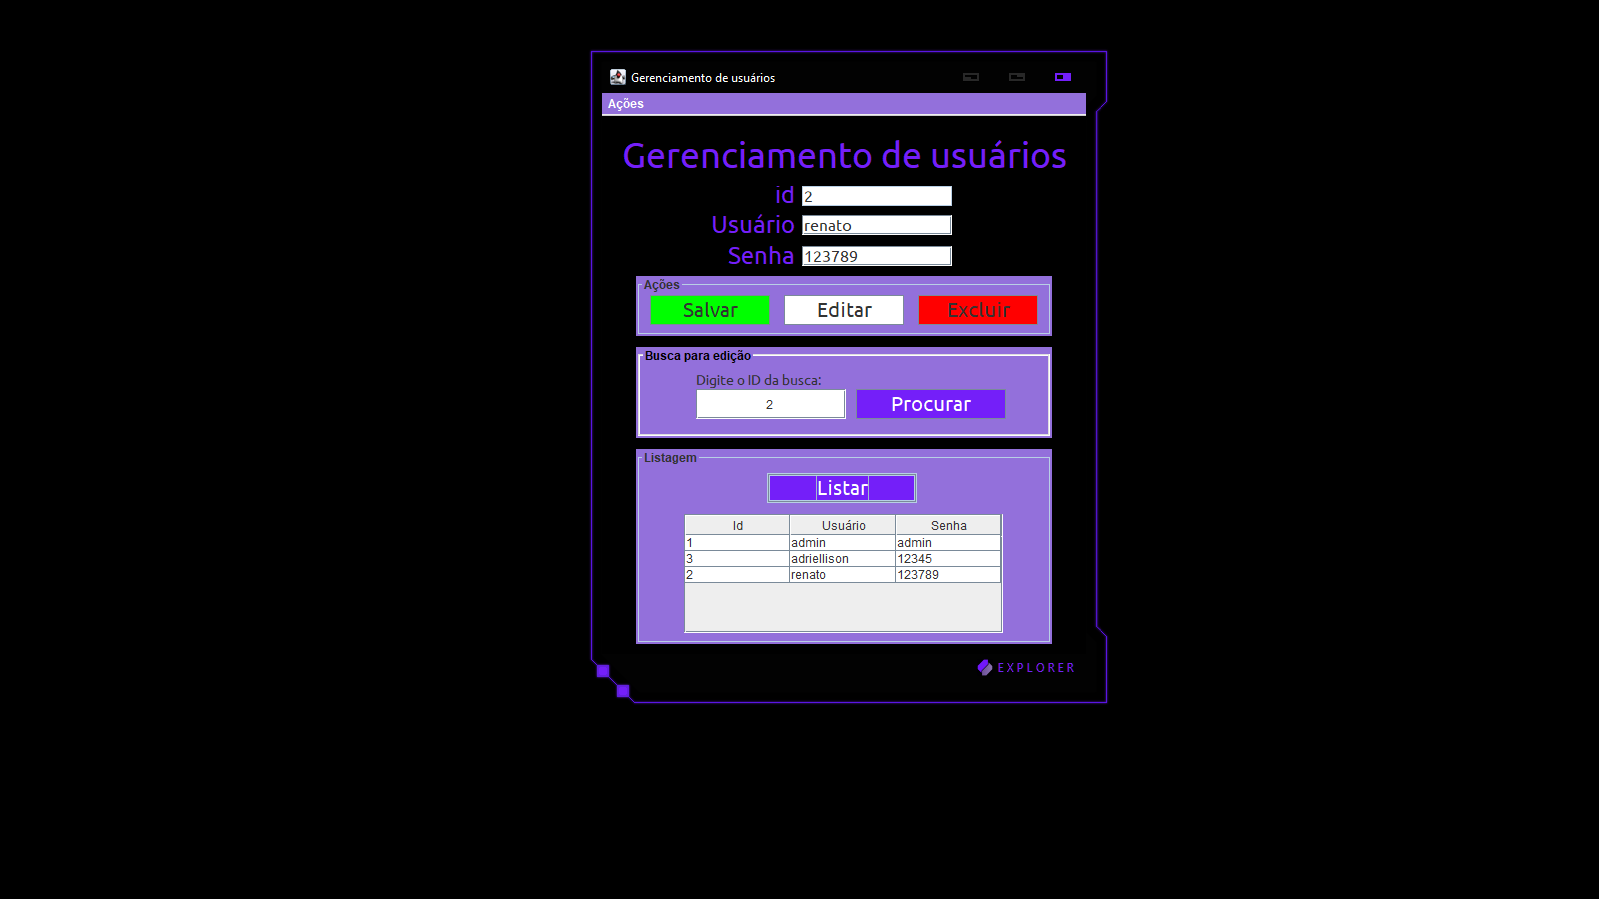 Gerenciamento de usuários
Ações
Gerenciamento de usuários
id 2
Usuário renato
Senha 123789
Ações
Salvar Editar Excluir
Busca para edição
Digite o ID da busca:
2 Procurar
Listagem
Listar
Id Usuário Senha
1 admin admin
3 adriellison 12345
2 renato 123789
EXPLORER